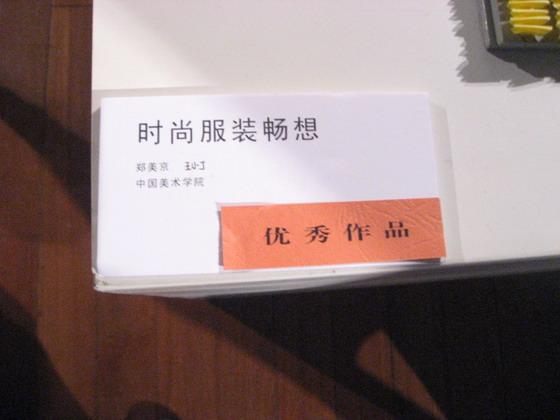 时尚服装畅想
郑美京
中国美术学院
优秀作品